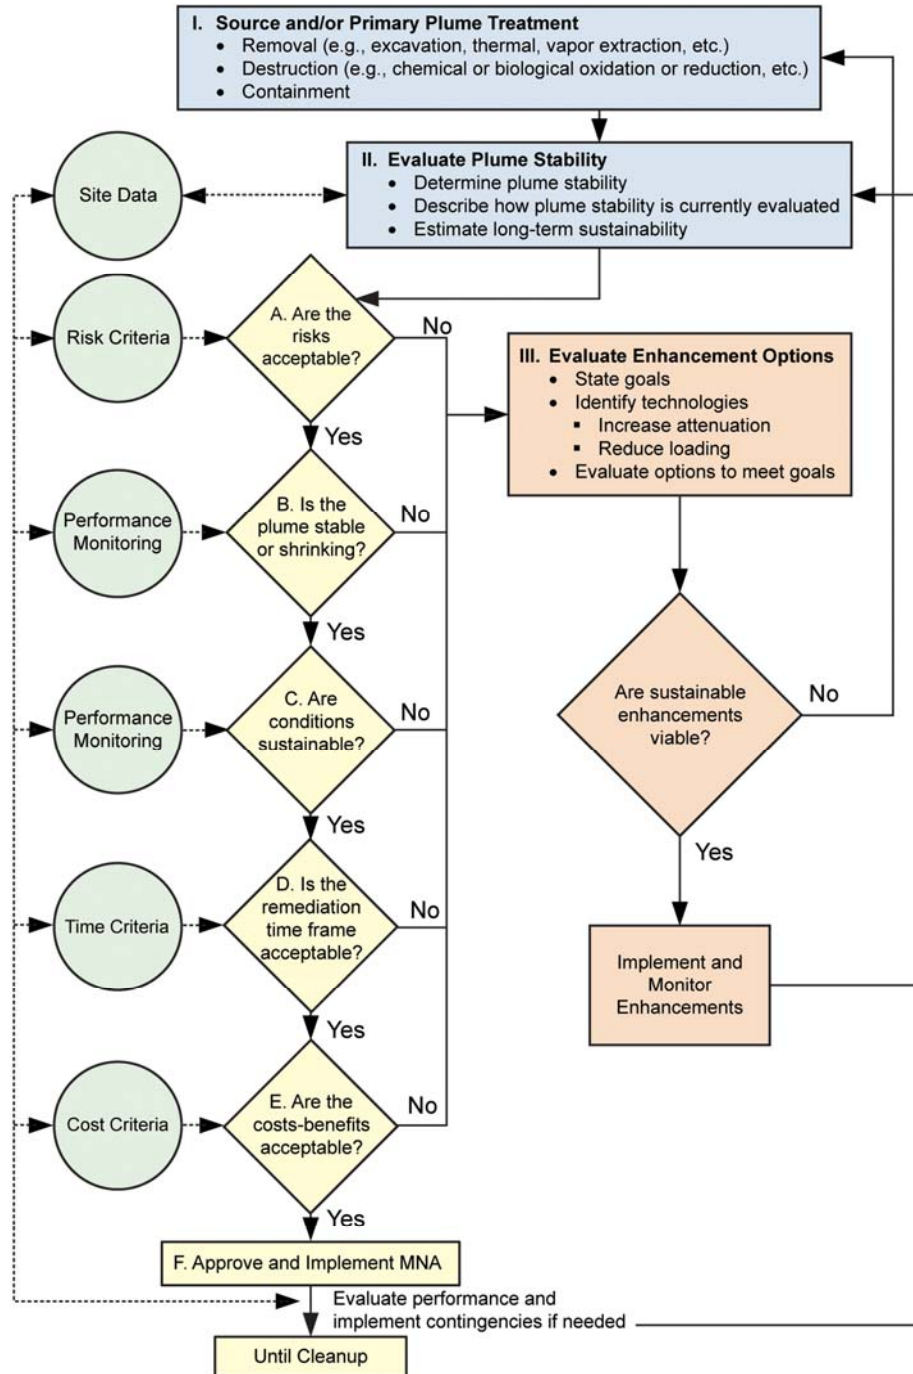 I. Source and/or Primary Plume Treatment
• Removal (e.g., excavation, thermal, vapor extraction, etc.)
• Destruction (e.g., chemical or biological oxidation or reduction, etc.)
• Containment
II. Evaluate Plume Stability
• Determine plume stability
• Describe how plume stability is currently evaluated
• Estimate long-term sustainability
Site Data
Risk Criteria
A. Are the
risks
acceptable?
No
Yes
III. Evaluate Enhancement Options
• State goals
• Identify technologies
▪ Increase attenuation
▪ Reduce loading
• Evaluate options to meet goals
Performance
Monitoring
B. Is the
plume stable
or shrinking?
No
Yes
Performance
Monitoring
C. Are
conditions
sustainable?
No
Yes
Are sustainable
enhancements
viable?
No
Yes
Time Criteria
D. Is the
remediation
time frame
acceptable?
No
Yes
Implement and
Monitor
Enhancements
Cost Criteria
E. Are the
costs-benefits
acceptable?
No
Yes
F. Approve and Implement MNA
Evaluate performance and
implement contingencies if needed
Until Cleanup